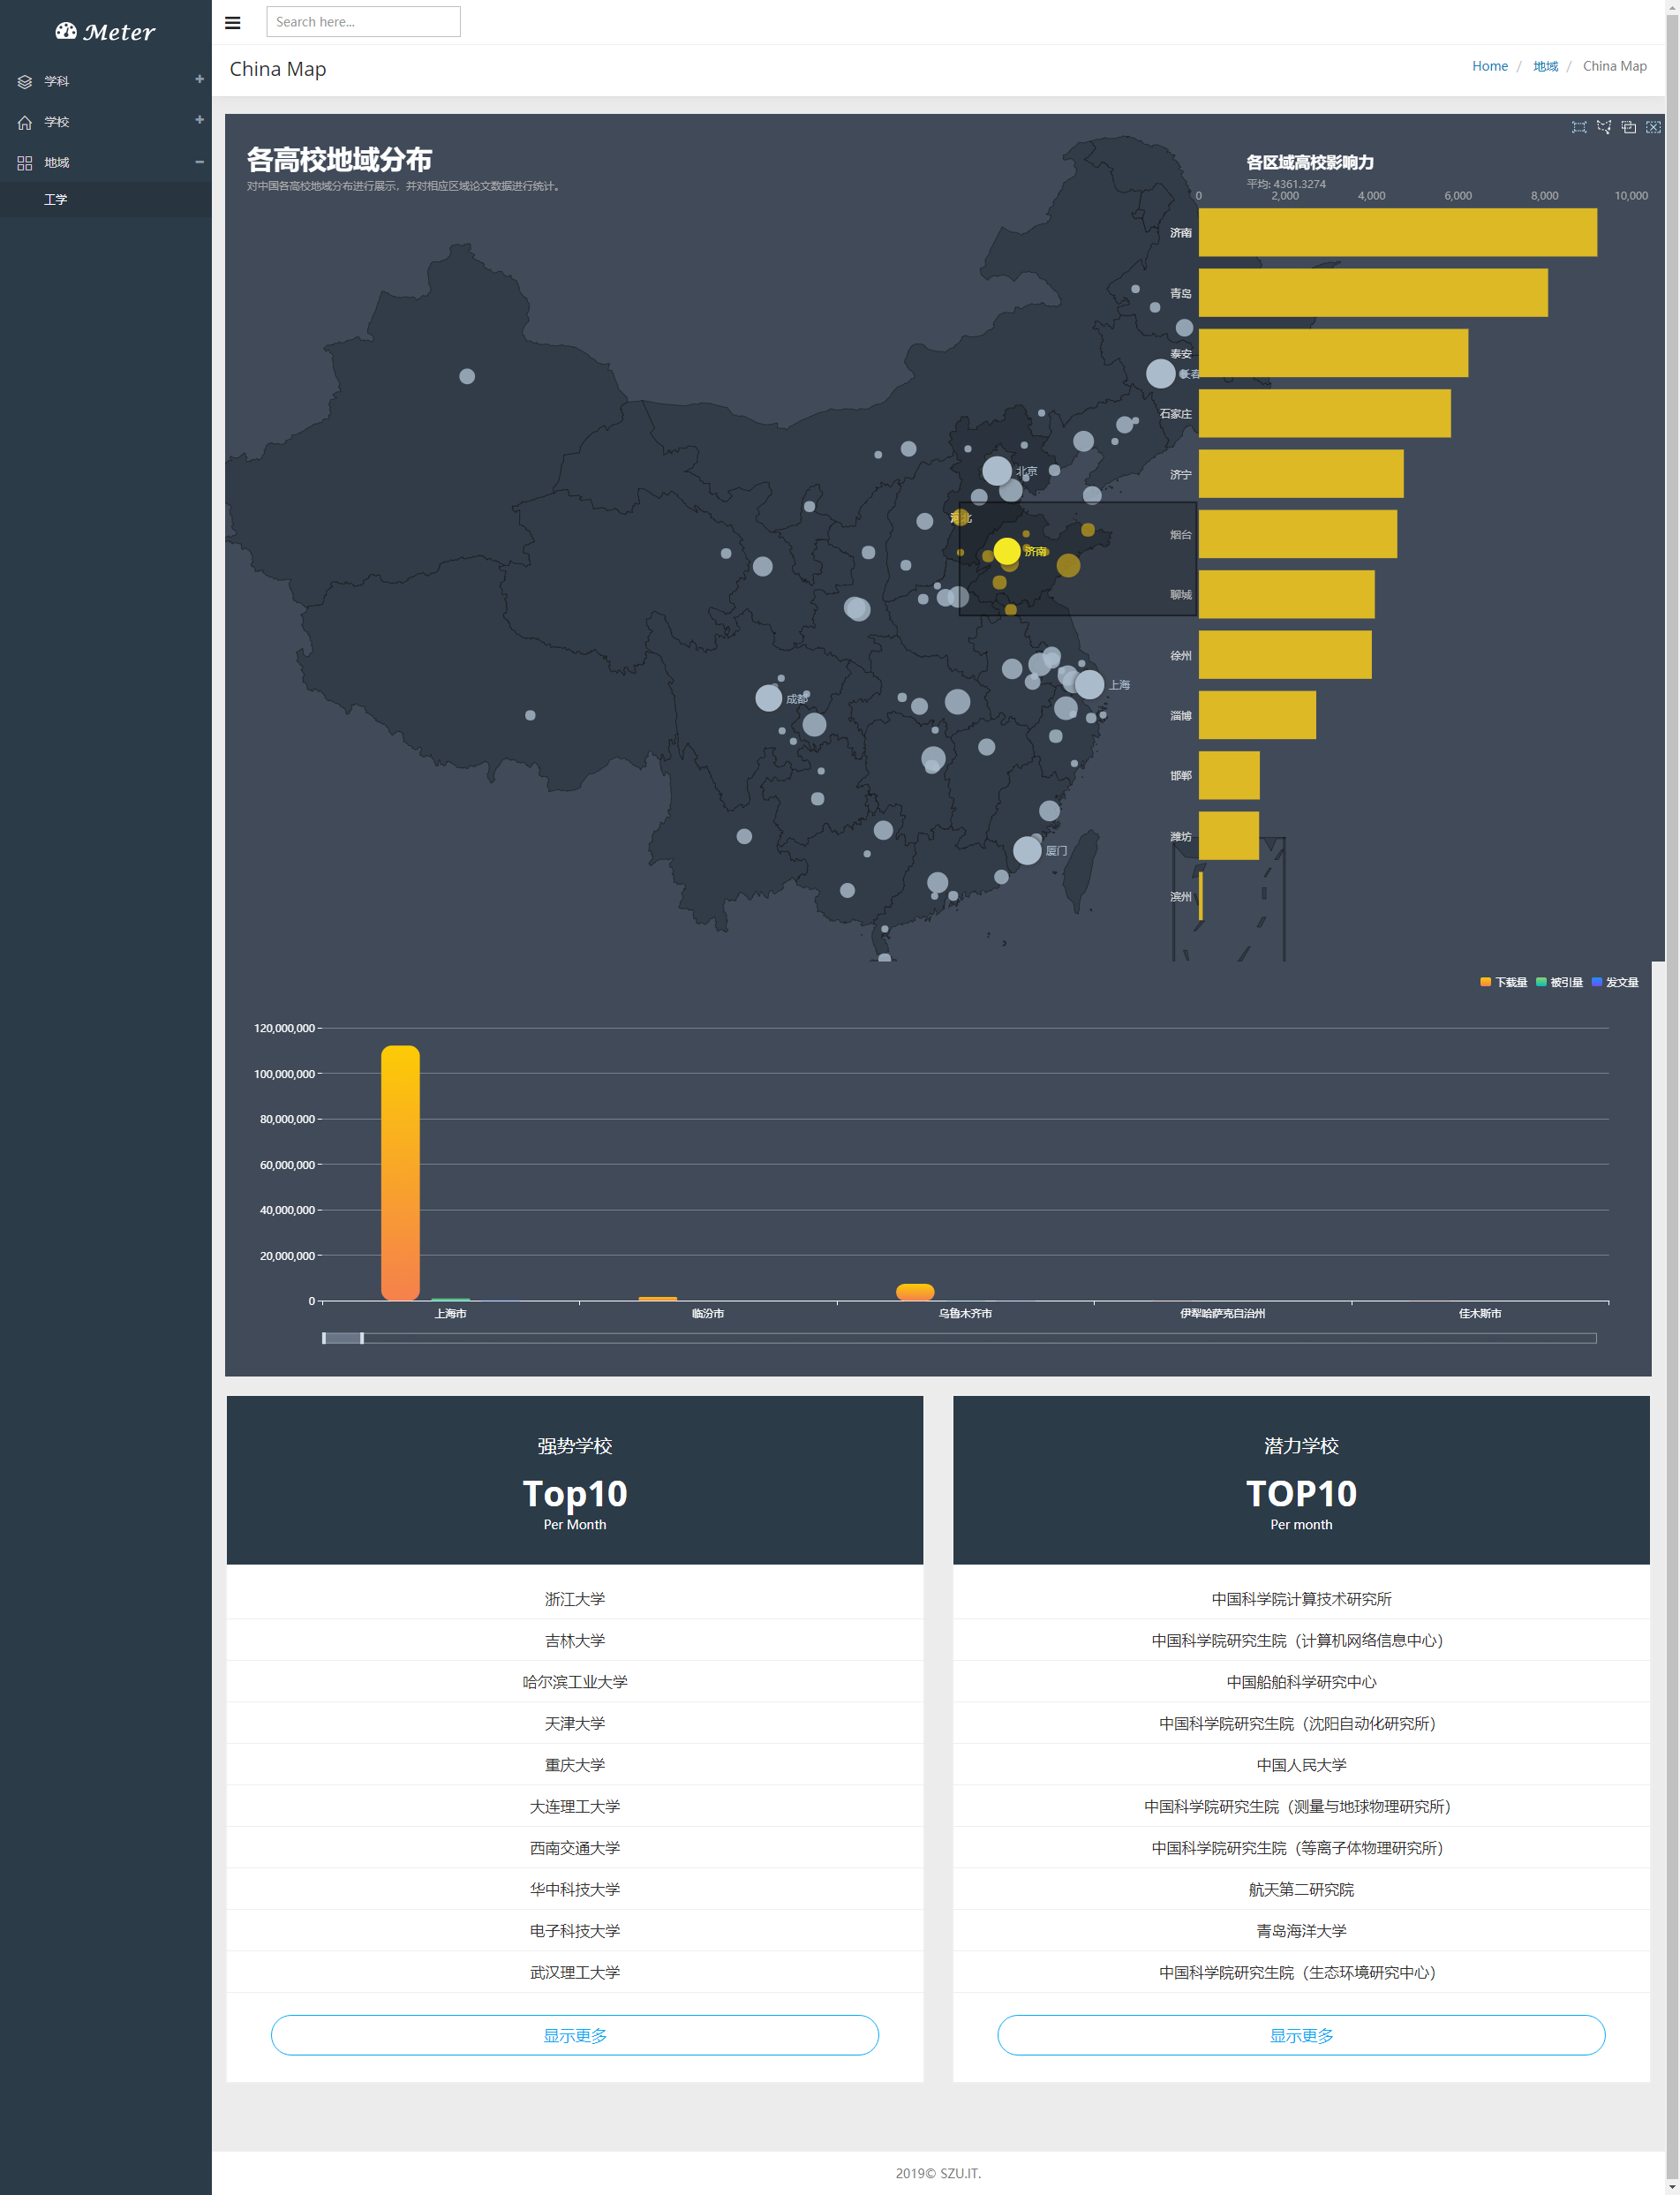 Meter
学科
学校
地域
工学
Search here...
China Map
Home / 地域 / China Map
各高校地域分布
对中国各高校地域分布进行展示，并对相应区域论文数据进行统计。
各区域高校影响力
平均: 4361.3274
0 2,000 4,000 6,000 8,000 10,000
济南
青岛
泰安
长春
石家庄
北京
济宁
河北
烟台
济南
聊城
徐州
上海
成都
淄博
邯郸
潍坊
厦门
滨州
下载量 被引量 发文量
120,000,000
100,000,000
80,000,000
60,000,000
40,000,000
20,000,000
0
上海市 临汾市 乌鲁木齐市 伊犁哈萨克自治州 佳木斯市
强势学校
Top10
Per Month
浙江大学
吉林大学
哈尔滨工业大学
天津大学
重庆大学
大连理工大学
西南交通大学
华中科技大学
电子科技大学
武汉理工大学
显示更多
潜力学校
TOP10
Per month
中国科学院计算技术研究所
中国科学院研究生院（计算机网络信息中心）
中国船舶科学研究中心
中国科学院研究生院（沈阳自动化研究所）
中国人民大学
中国科学院研究生院（测量与地球物理研究所）
中国科学院研究生院（等离子体物理研究所）
航天第二研究院
青岛海洋大学
中国科学院研究生院（生态环境研究中心）
显示更多
2019© SZU.IT.